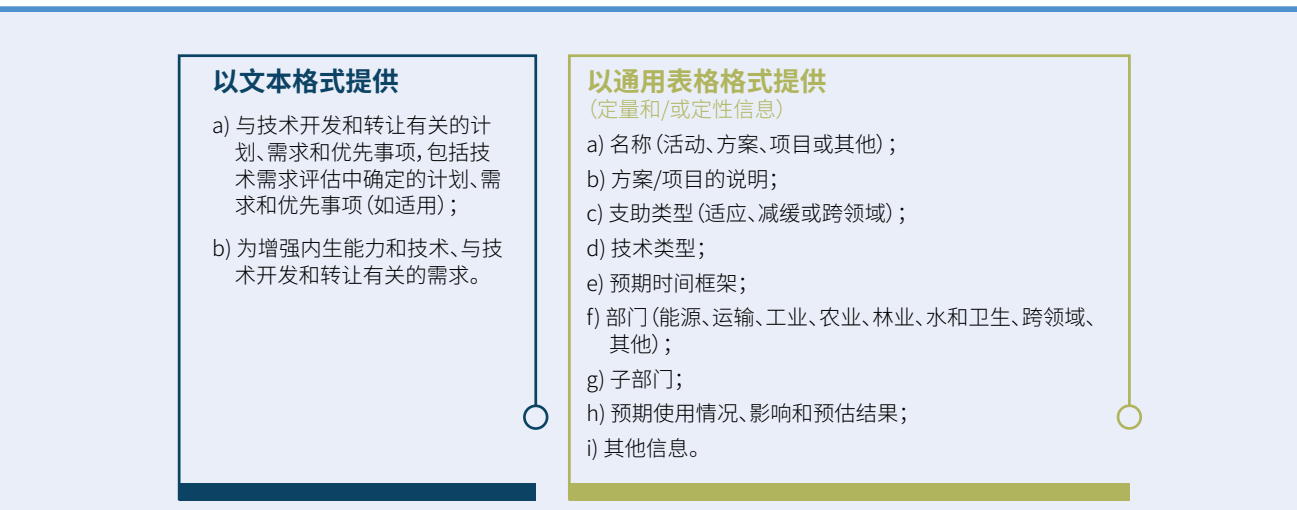 以文本格式提供
a) 与技术开发和转让有关的计
划、需求和优先事项，包括技
术需求评估中确定的计划、需
求和优先事项（如适用）；
b) 为增强内生能力和技术、与技
术开发和转让有关的需求。
以通用表格格式提供
（定量和/或定性信息）
a) 名称（活动、方案、项目或其他）；
b) 方案/项目的说明；
c) 支助类型（适应、减缓或跨领域）；
d) 技术类型；
e) 预期时间框架；
f) 部门（能源、运输、工业、农业、林业、水和卫生、跨领域、
其他）；
g) 子部门；
h) 预期使用情况、影响和预估结果；
i) 其他信息。